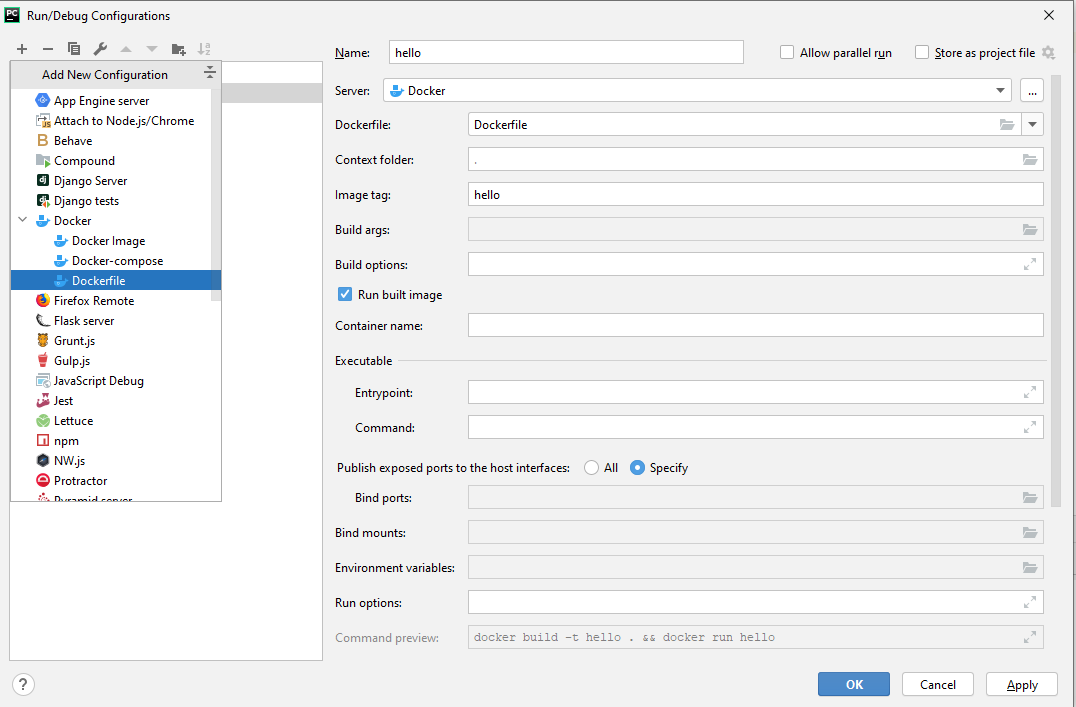 PC Run/Debug Configurations
Add New Configuration
App Engine server
Attach to Node.js/Chrome
Behave
Compound
Django Server
Django tests
Docker
Docker Image
Docker-compose
Dockerfile
Firefox Remote
Flask server
Grunt.js
Gulp.js
JavaScript Debug
Jest
Lettuce
npm
NW.js
Protractor
Pyramid server
Name: hello Allow parallel run Store as project file
Server: Docker ...
Dockerfile: Dockerfile
Context folder: .
Image tag: hello
Build args:
Build options:
Run built image
Container name:
Executable
Entrypoint:
Command:
Publish exposed ports to the host interfaces: All Specify
Bind ports:
Bind mounts:
Environment variables:
Run options:
Command preview: docker build -t hello . && docker run hello
? OK Cancel Apply